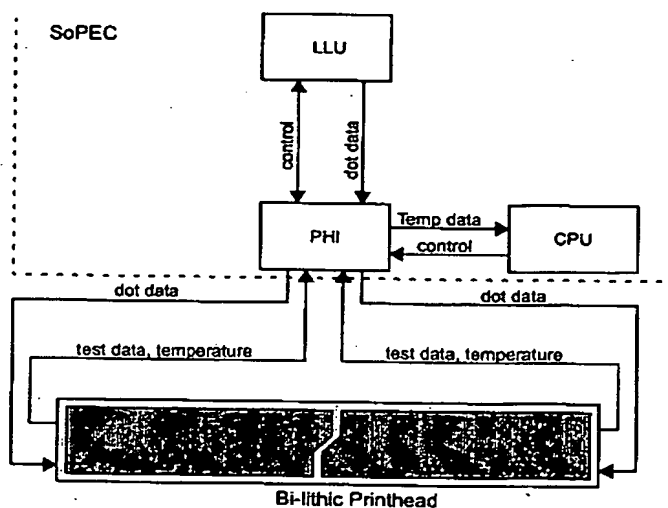 SoPEC
LLU
control
dot data
PHI
Temp data
control
CPU
dot data
dot data
test data, temperature
test data, temperature
Bi-lithic Printhead